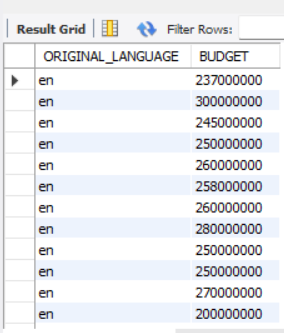 Result Grid Filter Rows:
ORIGINAL_LANGUAGE BUDGET
en 237000000
en 300000000
en 245000000
en 250000000
en 260000000
en 258000000
en 260000000
en 280000000
en 250000000
en 250000000
en 270000000
en 200000000